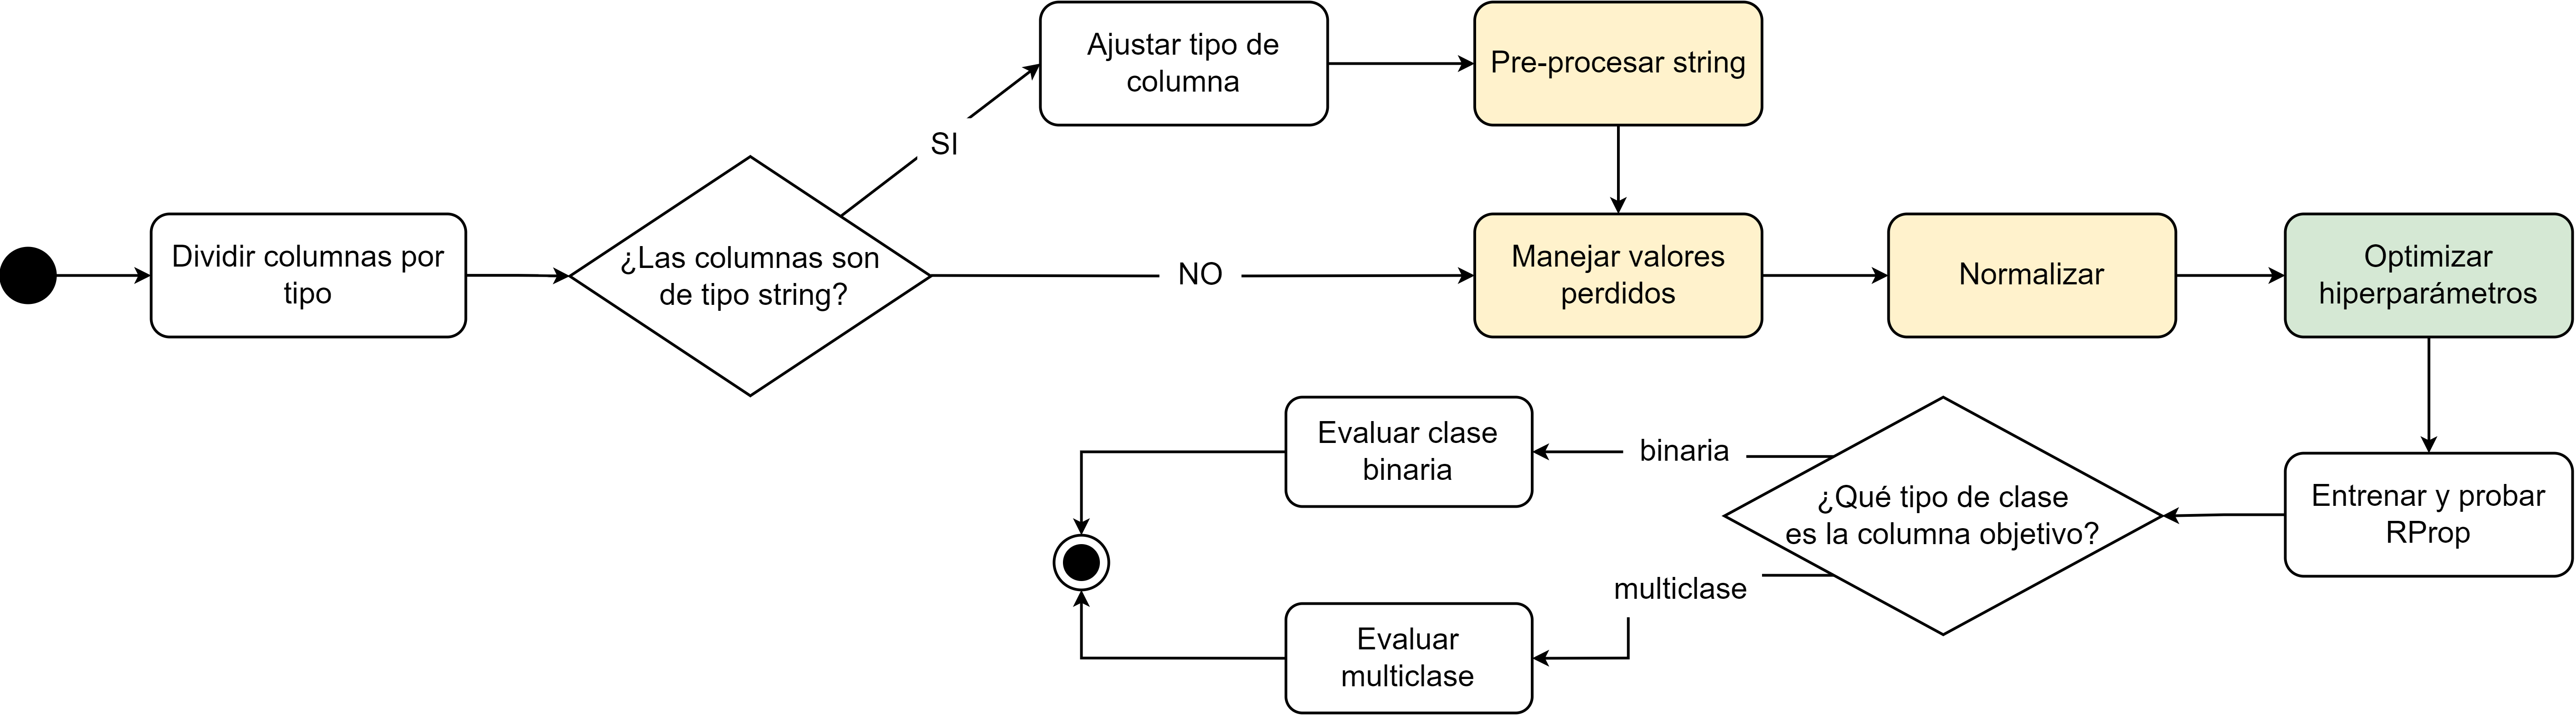 Ajustar tipo de
columna
Pre-procesar string
SI
Dividir columnas por
tipo
¿Las columnas son
de tipo string?
NO
Manejar valores
perdidos
Normalizar
Optimizar
hiperparámetros
Evaluar clase
binaria
binaria
¿Qué tipo de clase
es la columna objetivo?
Entrenar y probar
RProp
multiclase
Evaluar
multiclase